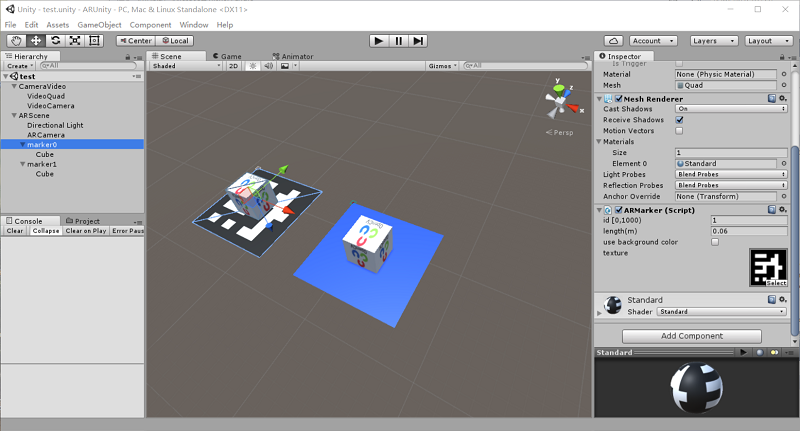 Unity - test.unity - ARUnity - PC, Mac & Linux Standalone <DX11>
File Edit Assets GameObject Component Window Help
Center Local Account Layers Layout
Hierarchy
Create All
test
CameraVideo
VideoQuad
VideoCamera
ARScene
Directional Light
ARCamera
marker0
Cube
marker1
Cube
Console Project
Clear Collapse Clear on Play Error Paus
Scene Game Animator
Shaded 2D Gizmos All
y
z
x
Persp
Inspector
Is Trigger
Material None (Physic Material)
Mesh Quad
Mesh Renderer
Cast Shadows On
Receive Shadows
Motion Vectors
Materials
Size 1
Element 0 Standard
Light Probes Blend Probes
Reflection Probes Blend Probes
Anchor Override None (Transform)
ARMarker (Script)
id [0,1000) 1
length(m) 0.06
use background color
texture
Select
Standard
Shader Standard
Add Component
Standard